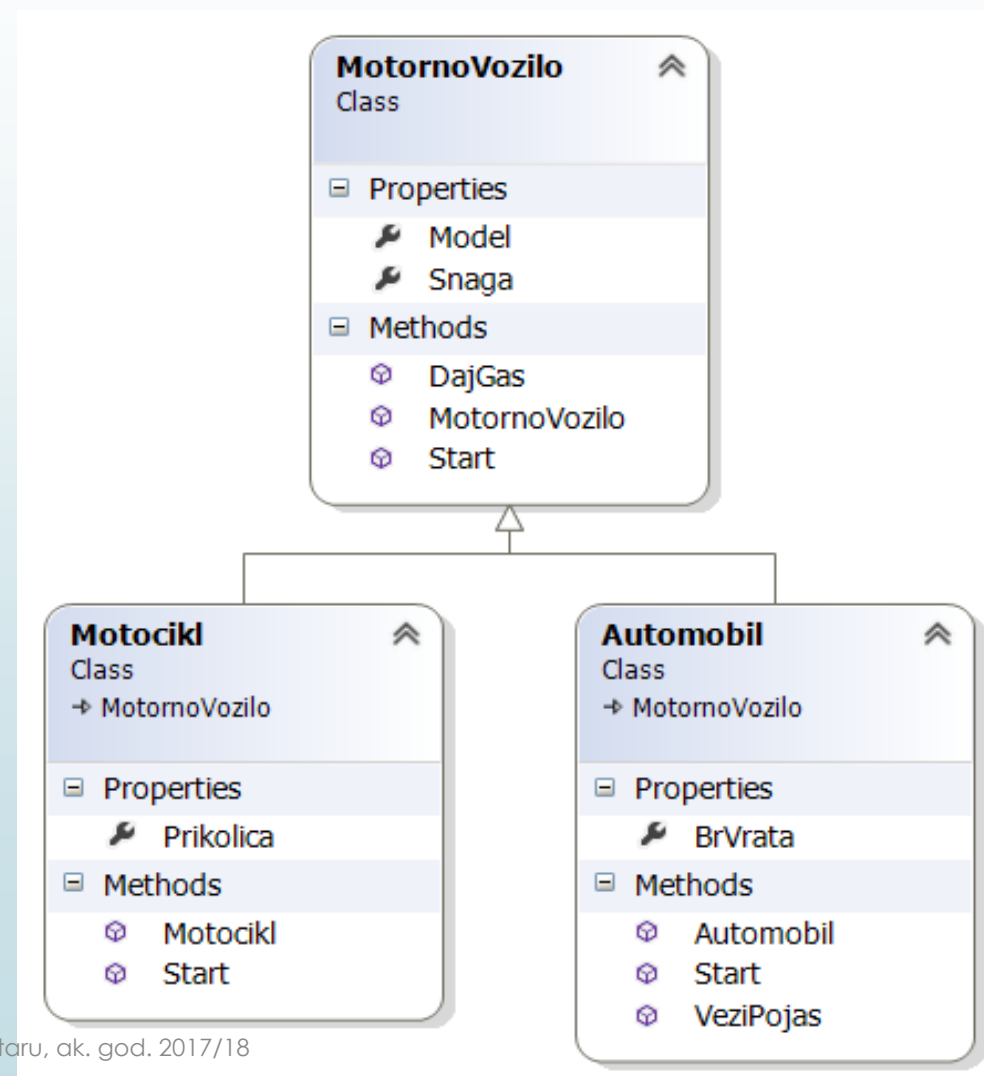 MotornoVozilo
Class
Properties
Model
Snaga
Methods
DajGas
MotornoVozilo
Start
Motocikl
Class
MotornoVozilo
Properties
Prikolica
Methods
Motocikl
Start
Automobil
Class
MotornoVozilo
Properties
BrVrata
Methods
Automobil
Start
VeziPojas
taru, ak. god. 2017/18